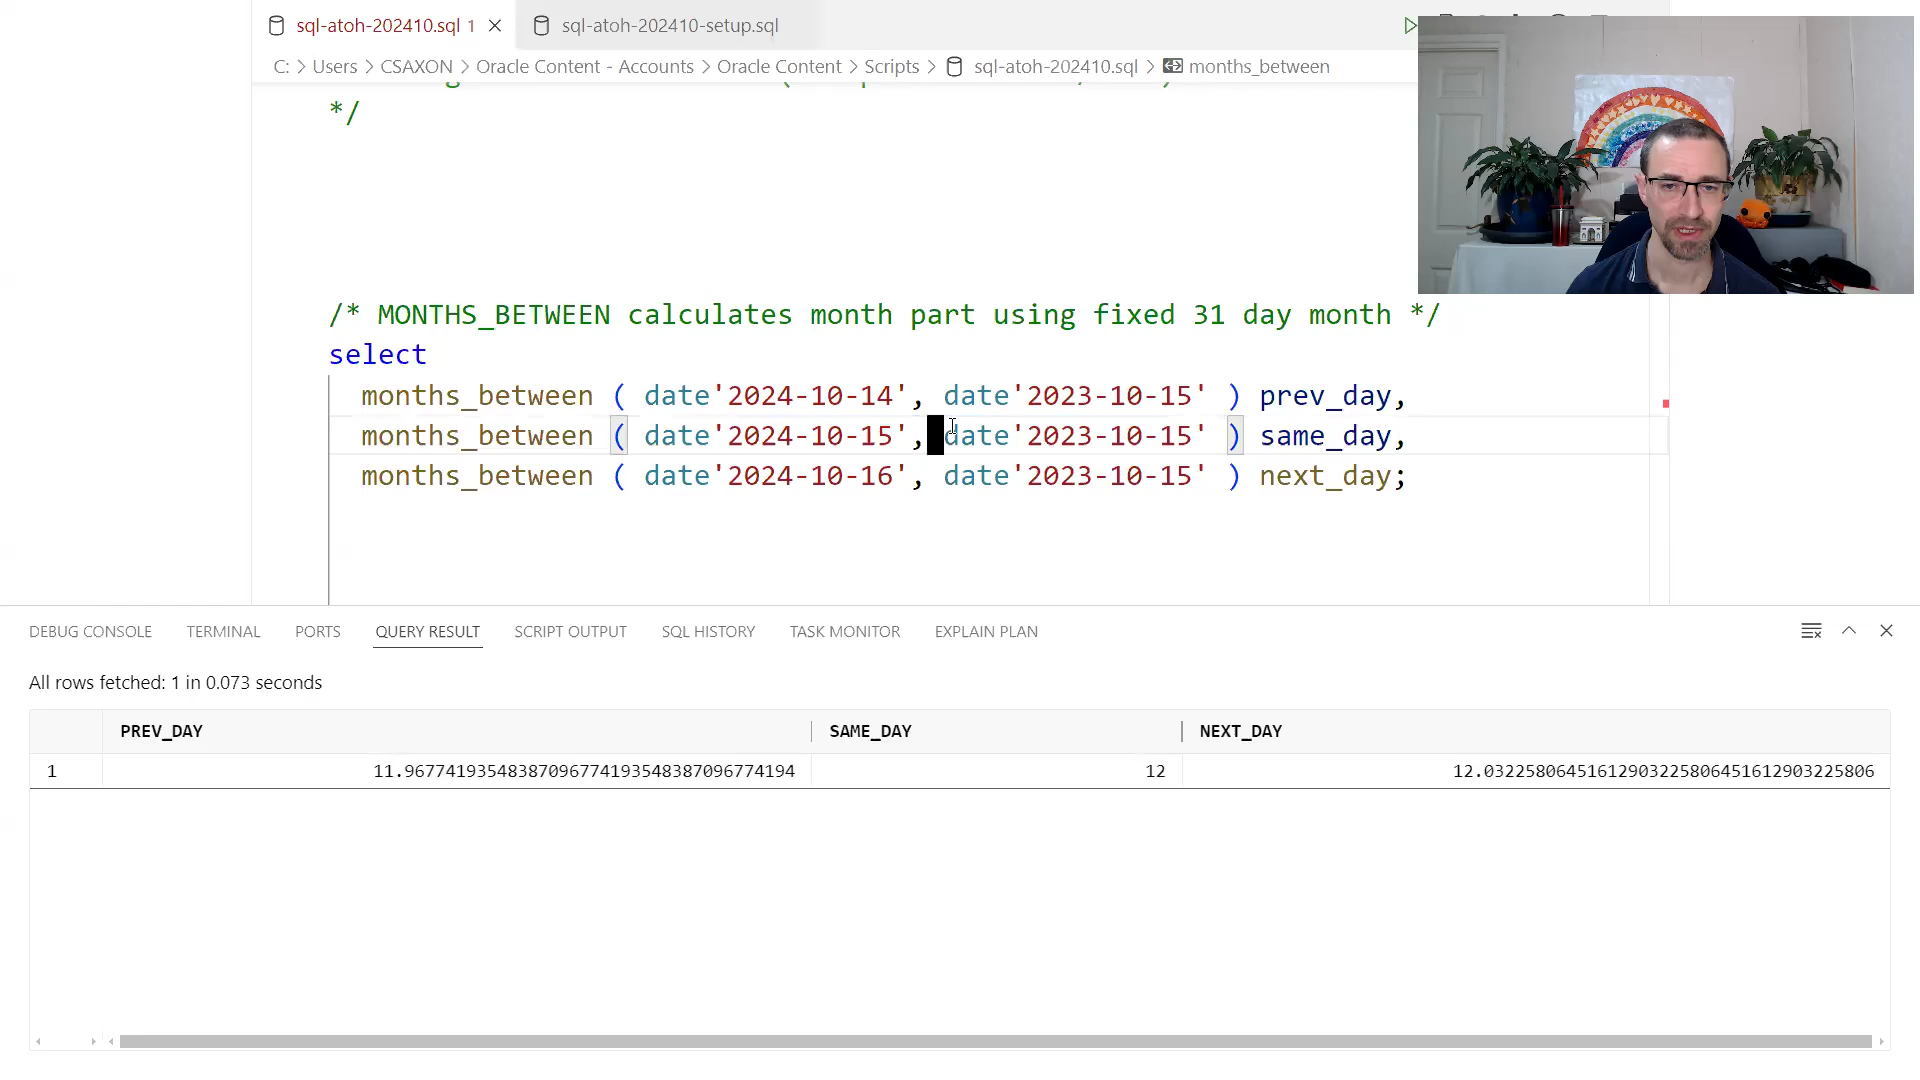 sql-atoh-202410.sql 1
sql-atoh-202410-setup.sql
C: > Users > CSAXON > Oracle Content - Accounts > Oracle Content > Scripts > sql-atoh-202410.sql > months_between
*/
/* MONTHS_BETWEEN calculates month part using fixed 31 day month */
select
months_between ( date'2024-10-14', date'2023-10-15' ) prev_day,
months_between ( date'2024-10-15', date'2023-10-15' ) same_day,
months_between ( date'2024-10-16', date'2023-10-15' ) next_day;
DEBUG CONSOLE TERMINAL PORTS QUERY RESULT SCRIPT OUTPUT SQL HISTORY TASK MONITOR EXPLAIN PLAN
All rows fetched: 1 in 0.073 seconds
PREV_DAY SAME_DAY NEXT_DAY
1 11.96774193548387096774193548387096774194 12 12.0322580645161290322580645161290322580​6